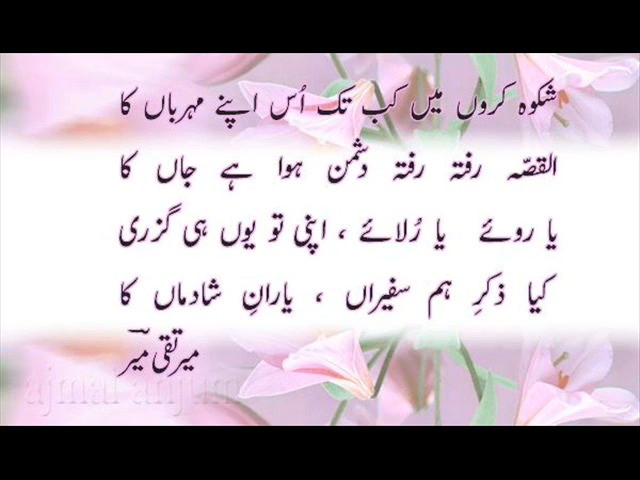 شکوہ کروں میں کب تک اُس اپنے مہرباں کا
القصّہ رفتہ رفتہ دشمن ہوا ہے جاں کا
یا روئے یا رُلائے ، اپنی تو یوں ہی گزری
کیا ذکرِ ہم سفیراں ، یارانِ شادماں کا
میر تقی میر
ajmal anjum